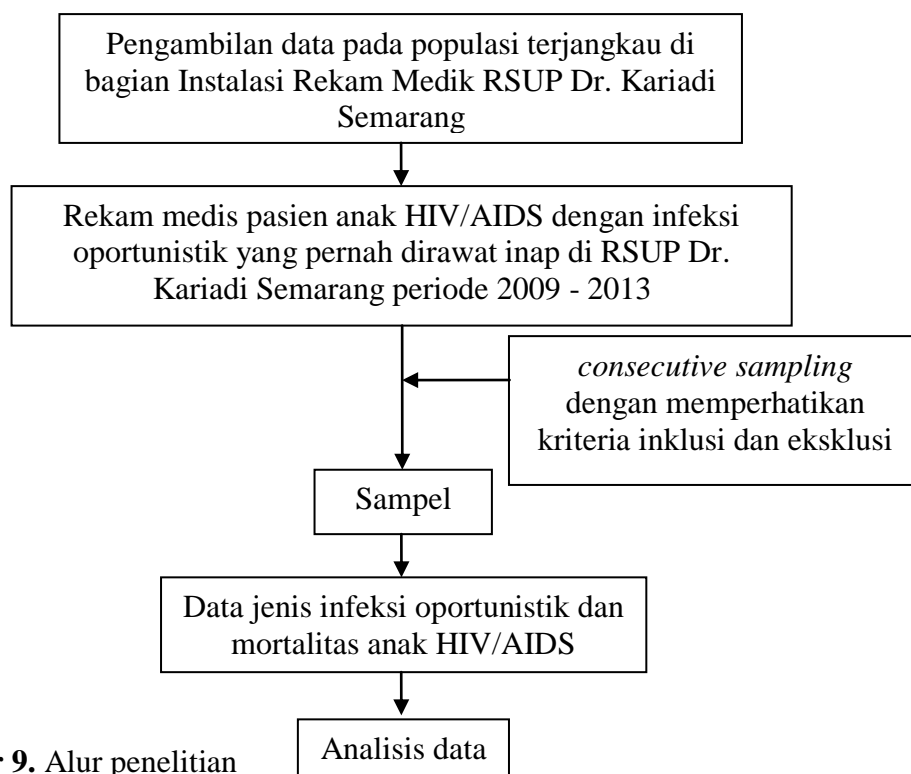 Pengambilan data pada populasi terjangkau di
bagian Instalasi Rekam Medik RSUP Dr. Kariadi
Semarang
Rekam medis pasien anak HIV/AIDS dengan infeksi
oportunistik yang pernah dirawat inap di RSUP Dr.
Kariadi Semarang periode 2009 - 2013
consecutive sampling
dengan memperhatikan
kriteria inklusi dan eksklusi
Sampel
Data jenis infeksi oportunistik dan
mortalitas anak HIV/AIDS
Analisis data
9. Alur penelitian